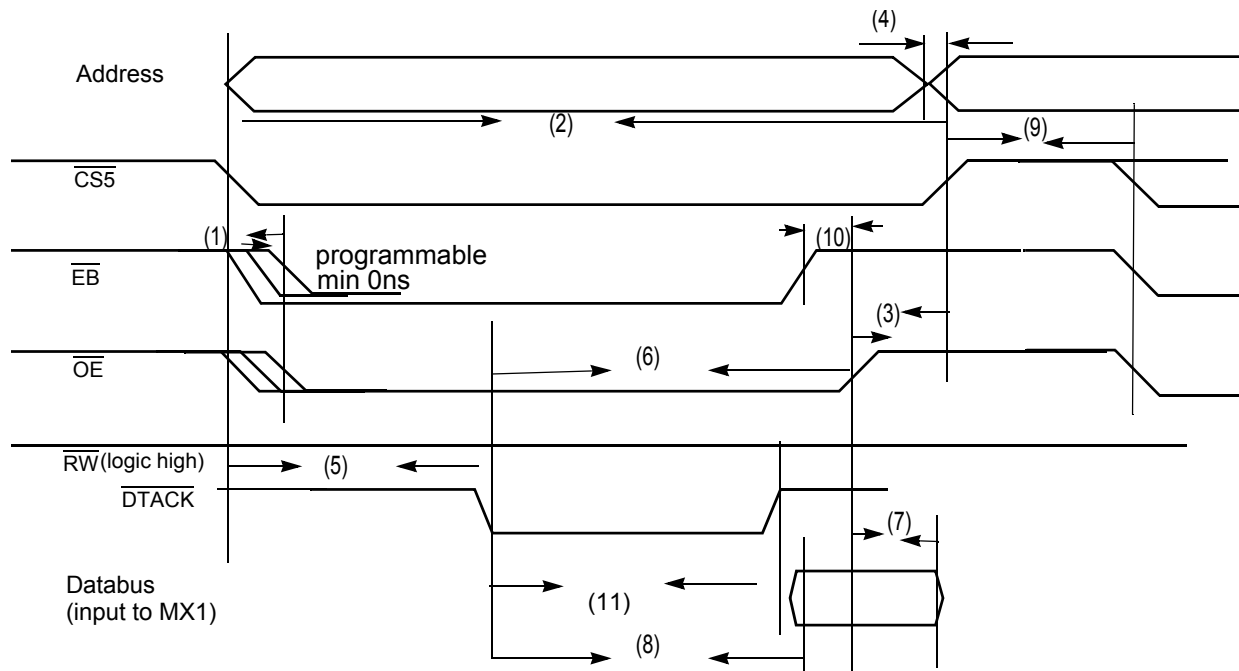 (4)
Address
(2)
(9)
CS5
(1)
programmable
min 0ns
(10)
EB
(3)
(6)
OE
RW (logic high)
(5)
DTACK
(7)
Databus
(input to MX1)
(11)
(8)